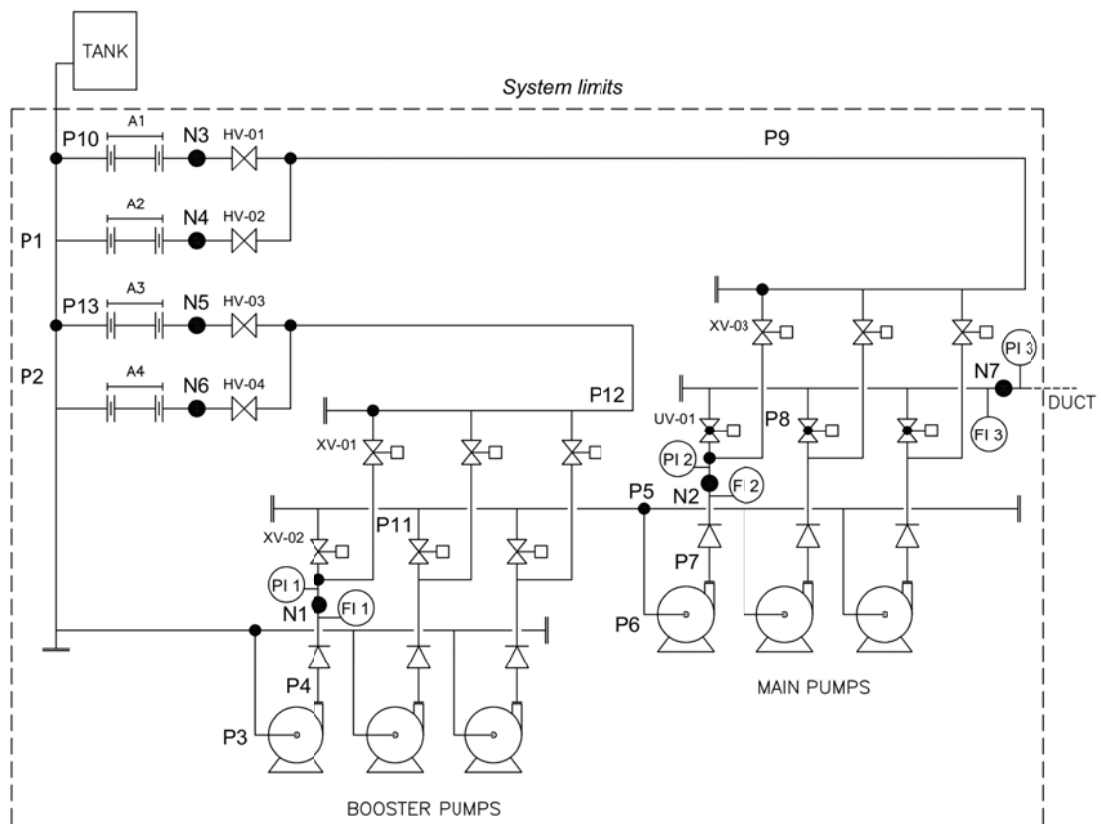 TANK
System limits
P10
A1
N3
HV-01
P9
A2
N4
HV-02
P1
P13
A3
N5
HV-03
XV-03
PI 3
N7
P2
A4
N6
HV-04
P12
DUCT
UV-01
P8
FI 3
XV-01
PI 2
FI 2
N2
P5
P11
XV-02
P7
PI 1
N1
FI 1
P6
P4
MAIN PUMPS
P3
BOOSTER PUMPS